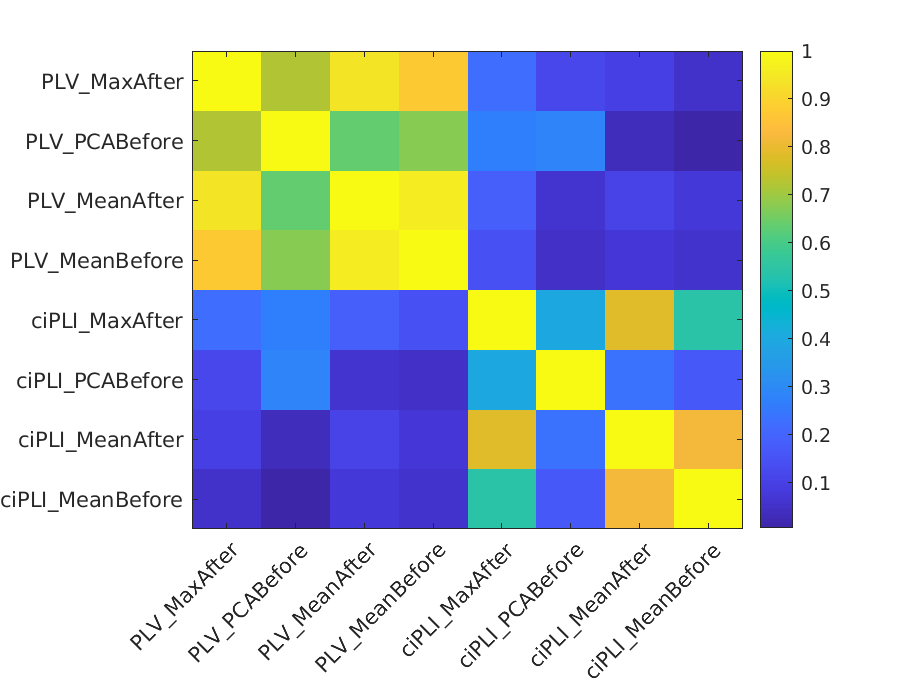 PLV_MaxAfter
PLV_PCABefore
PLV_MeanAfter
PLV_MeanBefore
ciPLI_MaxAfter
ciPLI_PCABefore
ciPLI_MeanAfter
ciPLI_MeanBefore
1
0.9
0.8
0.7
0.6
0.5
0.4
0.3
0.2
0.1
PLV_MaxAfter
PLV_PCABefore
PLV_MeanAfter
PLV_MeanBefore
ciPLI_MaxAfter
ciPLI_PCABefore
ciPLI_MeanAfter
ciPLI_MeanBefore